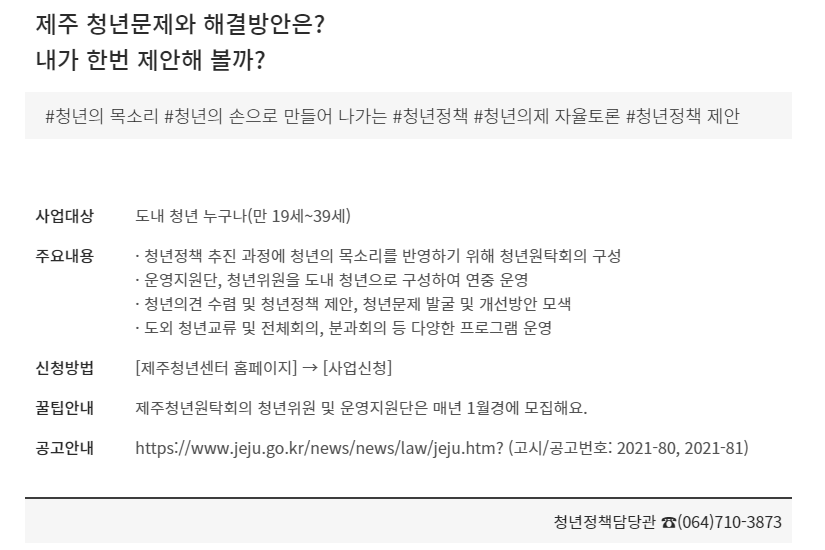 제주 청년문제와 해결방안은?
내가 한번 제안해 볼까?
#청년의 목소리 #청년의 손으로 만들어 나가는 #청년정책 #청년의제 자율토론 #청년정책 제안
사업대상 도내 청년 누구나(만 19세~39세)
주요내용 · 청년정책 추진 과정에 청년의 목소리를 반영하기 위해 청년원탁회의 구성
· 운영지원단, 청년위원을 도내 청년으로 구성하여 연중 운영
· 청년의견 수렴 및 청년정책 제안, 청년문제 발굴 및 개선방안 모색
· 도외 청년교류 및 전체회의, 분과회의 등 다양한 프로그램 운영
신청방법 [제주청년센터 홈페이지] → [사업신청]
꿀팁안내 제주청년원탁회의 청년위원 및 운영지원단은 매년 1월경에 모집해요.
공고안내 https://www.jeju.go.kr/news/news/law/jeju.htm? (고시/공고번호: 2021-80, 2021-81)
청년정책담당관 ☎(064)710-3873